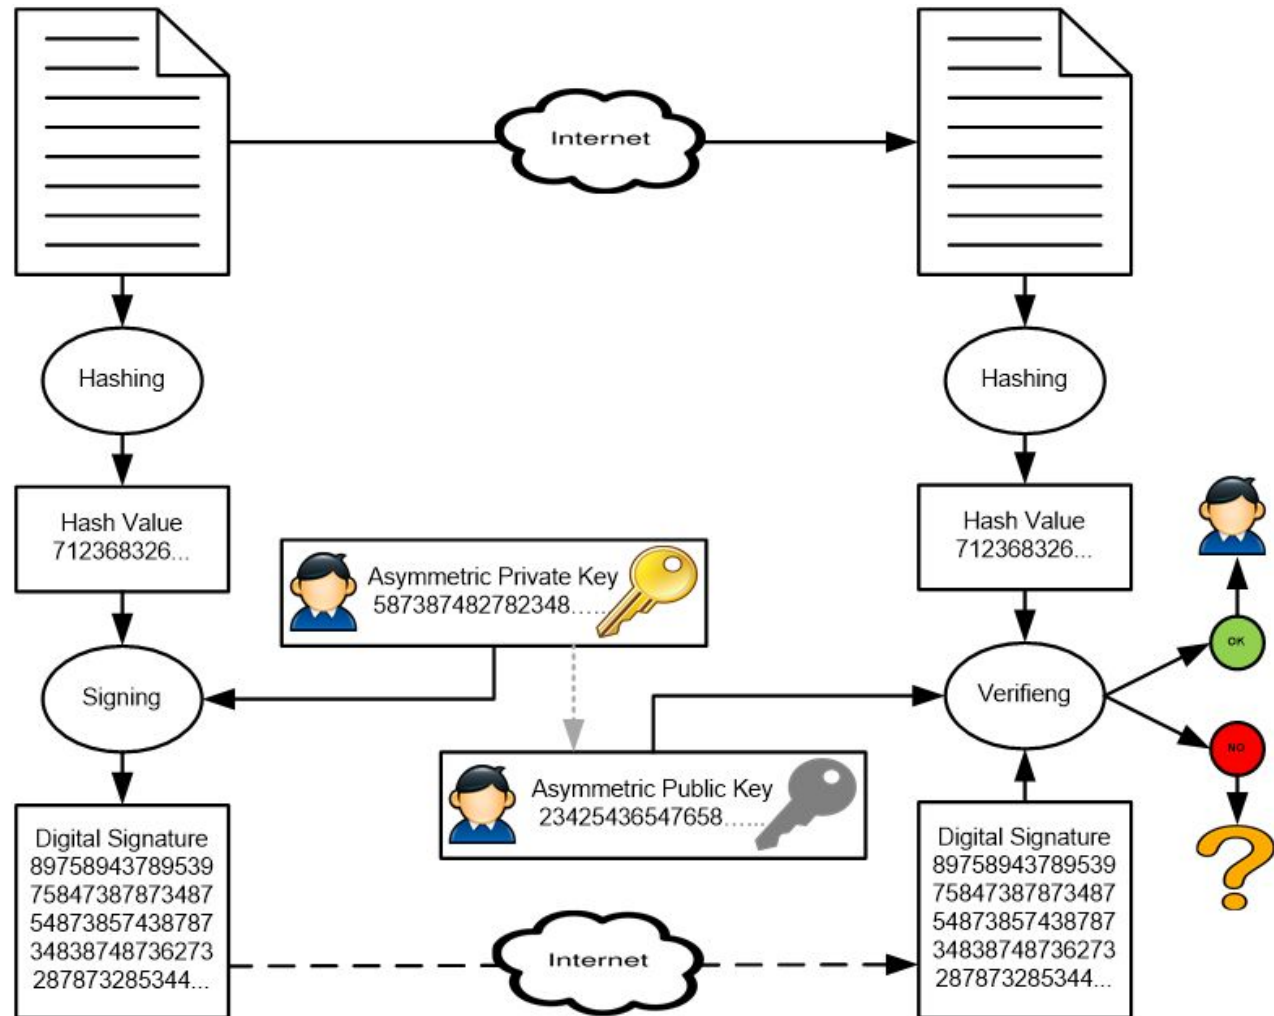 Internet
Hashing
Hashing
Hash Value
712368326...
Hash Value
712368326...
Asymmetric Private Key
587387482782348......
OK
Signing
Verifieng
NO
Asymmetric Public Key
23425436547658......
Digital Signature
89758943789539
75847387873487
54873857438787
34838748736273
287873285344...
Digital Signature
89758943789539
75847387873487
54873857438787
34838748736273
287873285344...
Internet